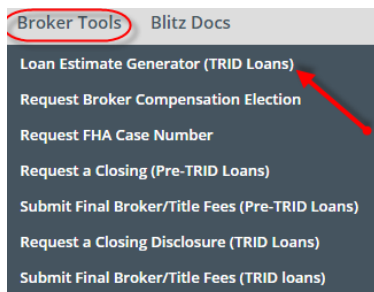 Broker Tools Blitz Docs
Loan Estimate Generator (TRID Loans)
Request Broker Compensation Election
Request FHA Case Number
Request a Closing (Pre-TRID Loans)
Submit Final Broker/Title Fees (Pre-TRID Loans)
Request a Closing Disclosure (TRID Loans)
Submit Final Broker/Title Fees (TRID loans)